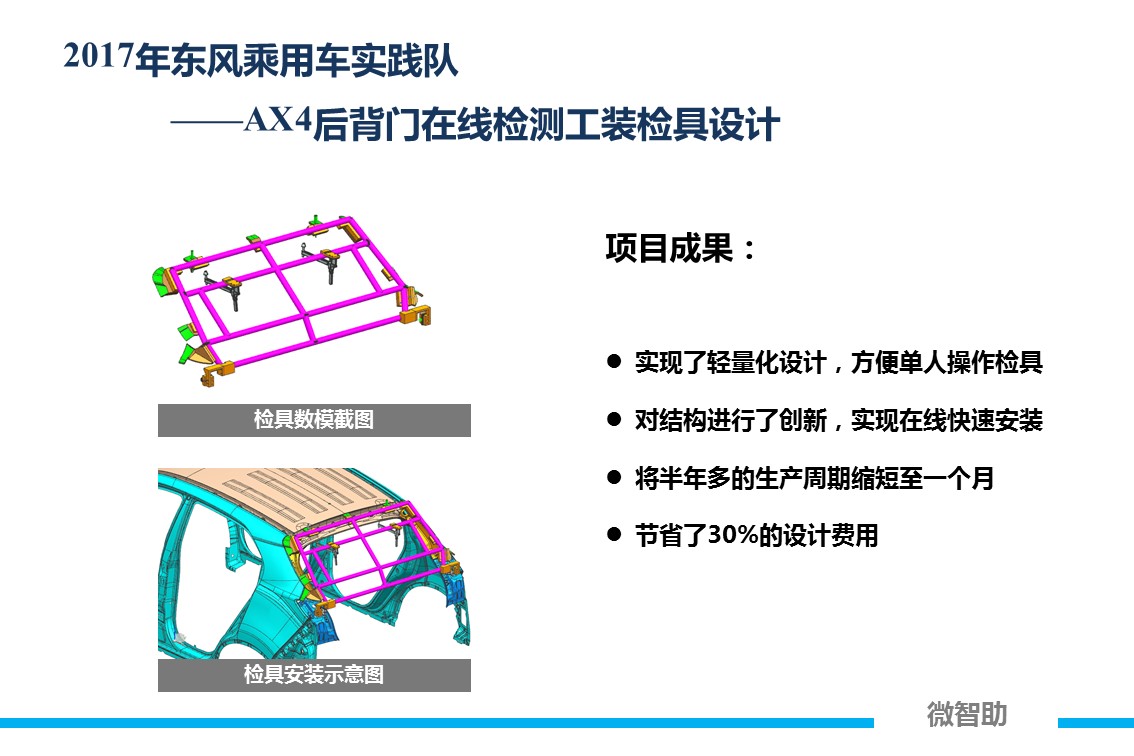 2017年东风乘用车实践队
——AX4后背门在线检测工装检具设计
检具数模截图
检具安装示意图
项目成果：
● 实现了轻量化设计，方便单人操作检具
● 对结构进行了创新，实现在线快速安装
● 将半年多的生产周期缩短至一个月
● 节省了30%的设计费用
微智助